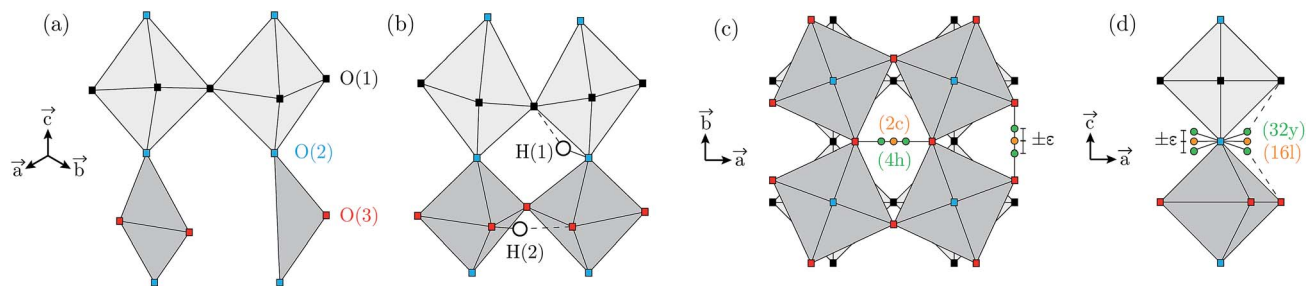 (a)
O(1)
c
a
b
O(2)
O(3)
(b)
H(1)
H(2)
(c)
b
a
(2c)
(4h)
±ε
(d)
c
a
±ε
(32y)
(16l)